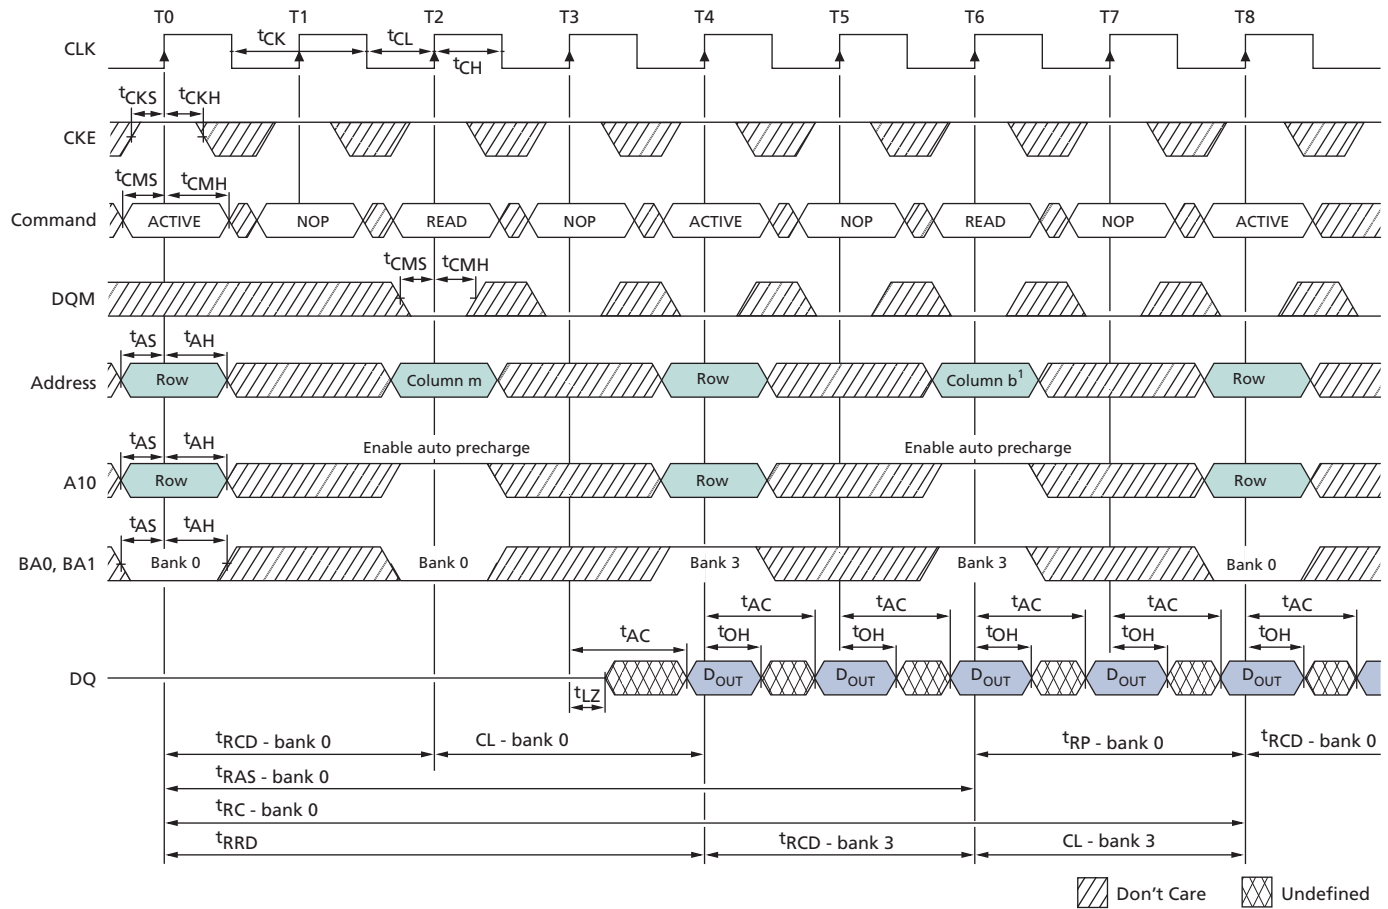 T0 T1 T2 T3 T4 T5 T6 T7 T8
CLK tCK tCL tCH
tCKS tCKH
CKE
tCMS tCMH
Command ACTIVE NOP READ NOP ACTIVE NOP READ NOP ACTIVE
tCMS tCMH
DQM
tAS tAH
Address Row Column m Row Column b1 Row
tAS tAH Enable auto precharge Enable auto precharge
A10 Row Row Row
tAS tAH
BA0, BA1 Bank 0 Bank 0 Bank 3 Bank 3 Bank 0
tAC tAC tAC tAC tAC
tAC tOH tOH tOH tOH tOH
DQ DOUT DOUT DOUT DOUT DOUT
tLZ
tRCD - bank 0 CL - bank 0 tRP - bank 0 tRCD - bank 0
tRAS - bank 0
tRC - bank 0
tRRD tRCD - bank 3 CL - bank 3
Don't Care Undefined